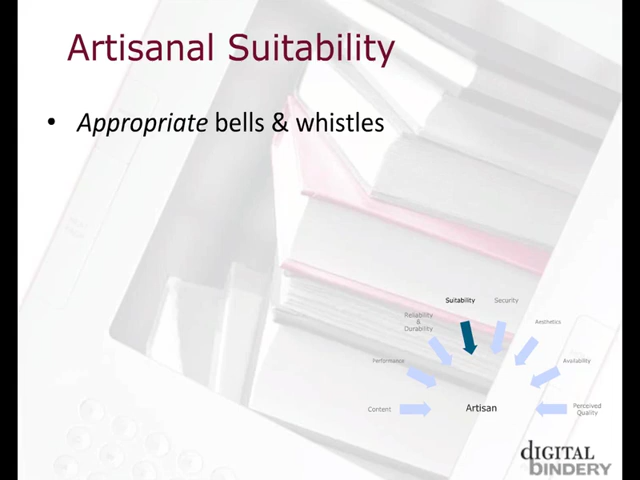 Artisanal Suitability
• Appropriate bells & whistles
Suitability
Security
Reliability
&
Durability
Aesthetics
Performance
Availability
Content
Artisan
Perceived
Quality
dIGITAL
BINDERY